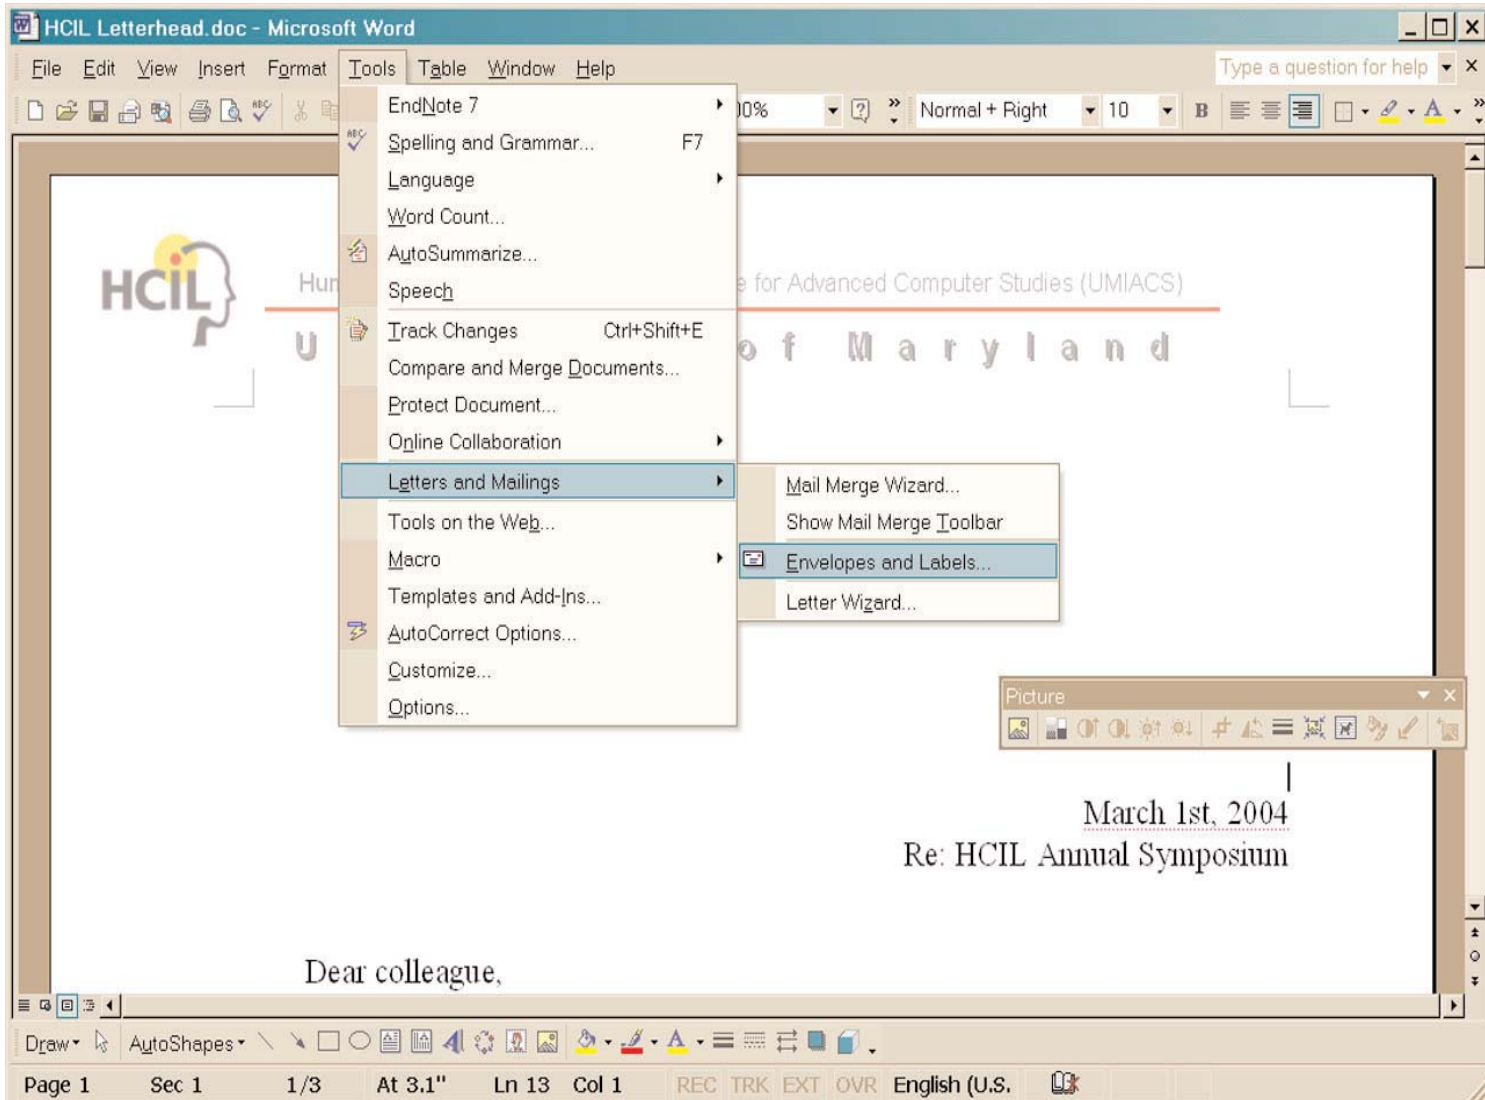 HCIL Letterhead.doc - Microsoft Word
File Edit View Insert Format Tools Table Window Help Type a question for help
00% Normal + Right 10 B A
EndNote 7
Spelling and Grammar... F7
Language
Word Count...
AutoSummarize...
Speech
Track Changes Ctrl+Shift+E
Compare and Merge Documents...
Protect Document...
Online Collaboration
Letters and Mailings
Tools on the Web...
Macro
Templates and Add-Ins...
AutoCorrect Options...
Customize...
Options...
Mail Merge Wizard...
Show Mail Merge Toolbar
Envelopes and Labels...
Letter Wizard...
HCIL
Hum e for Advanced Computer Studies (UMIACS)
U of Maryland
Picture
March 1st, 2004
Re: HCIL Annual Symposium
Dear colleague,
Draw AutoShapes
Page 1 Sec 1 1/3 At 3.1" Ln 13 Col 1 REC TRK EXT OVR English (U.S.